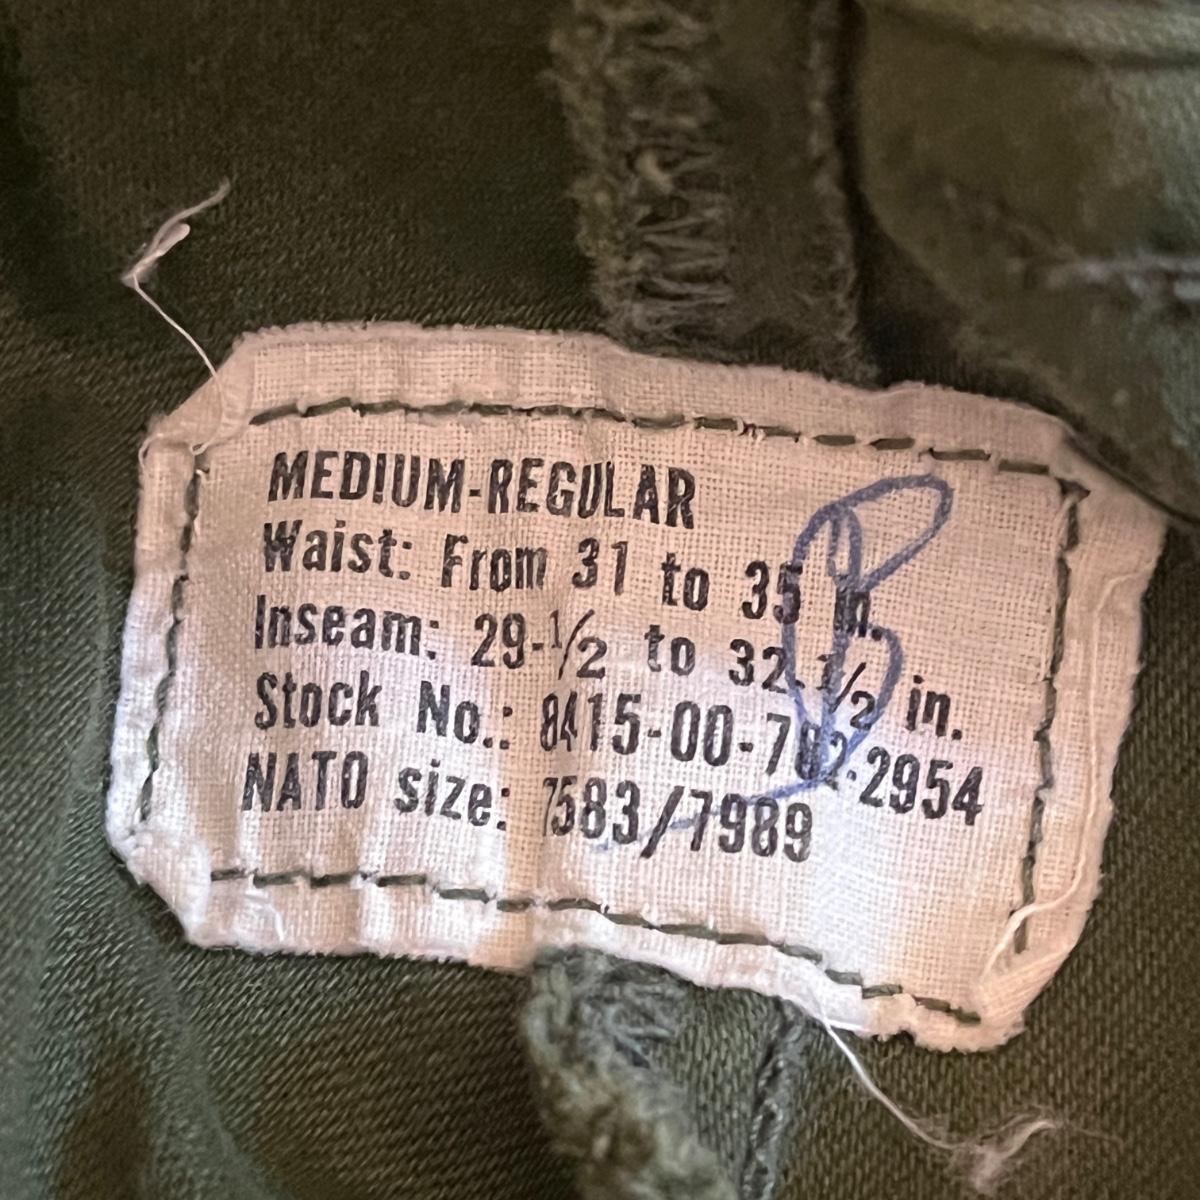 MEDIUM-REGULAR
Waist: From 31 to 35 in.
Inseam: 29-1/2 to 32-1/2 in.
Stock No.: 8415-00-782-2954
NATO size: 7583/7989